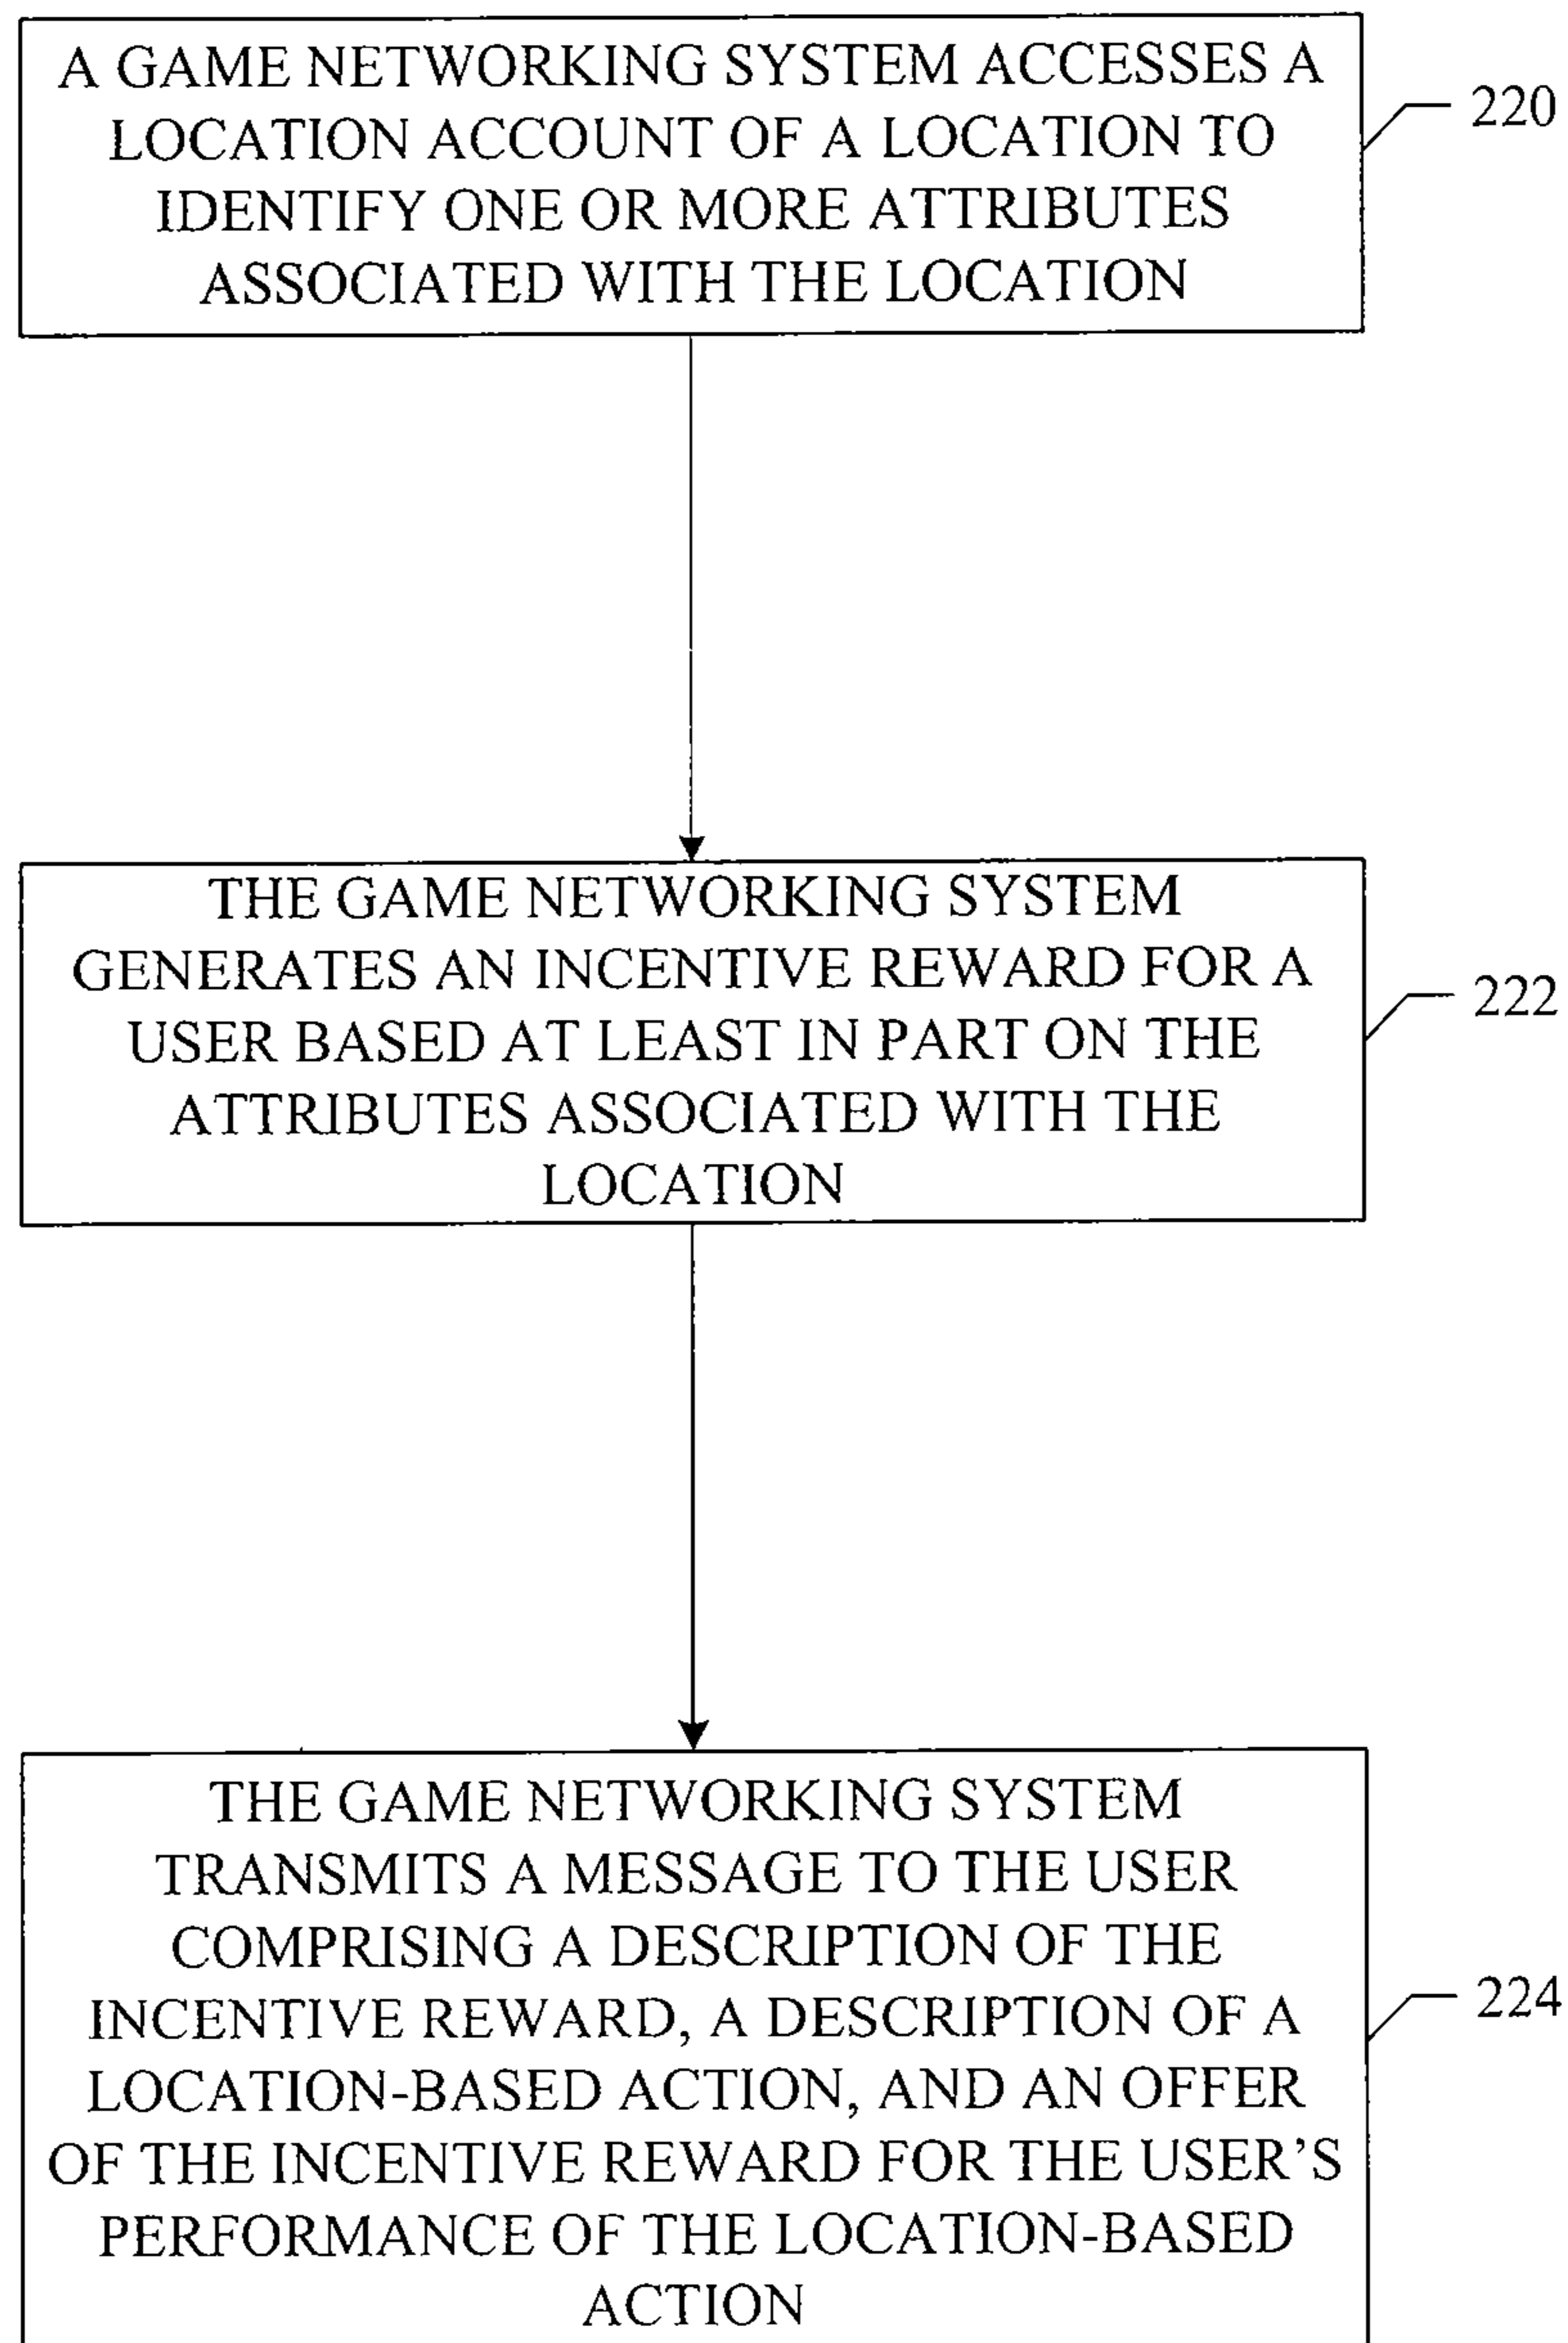 A GAME NETWORKING SYSTEM ACCESSES A
LOCATION ACCOUNT OF A LOCATION TO
IDENTIFY ONE OR MORE ATTRIBUTES
ASSOCIATED WITH THE LOCATION
220
THE GAME NETWORKING SYSTEM
GENERATES AN INCENTIVE REWARD FOR A
USER BASED AT LEAST IN PART ON THE
ATTRIBUTES ASSOCIATED WITH THE
LOCATION
222
THE GAME NETWORKING SYSTEM
TRANSMITS A MESSAGE TO THE USER
COMPRISING A DESCRIPTION OF THE
INCENTIVE REWARD, A DESCRIPTION OF A
LOCATION-BASED ACTION, AND AN OFFER
OF THE INCENTIVE REWARD FOR THE USER’S
PERFORMANCE OF THE LOCATION-BASED
ACTION
224